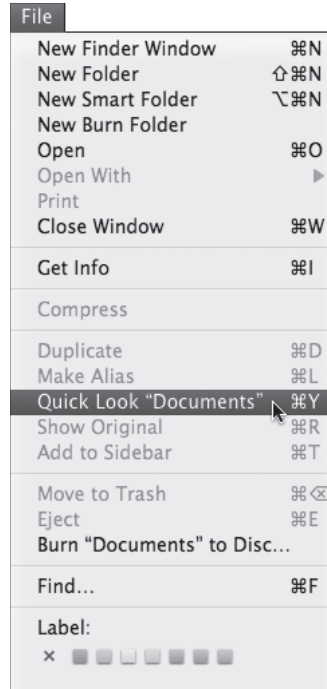 File
New Finder Window ⌘N
New Folder ⇧⌘N
New Smart Folder ⌥⌘N
New Burn Folder
Open ⌘O
Open With ▶
Print
Close Window ⌘W
Get Info ⌘I
Compress
Duplicate ⌘D
Make Alias ⌘L
Quick Look “Documents” ⌘Y
Show Original ⌘R
Add to Sidebar ⌘T
Move to Trash ⌘⌫
Eject ⌘E
Burn “Documents” to Disc...
Find... ⌘F
Label:
×